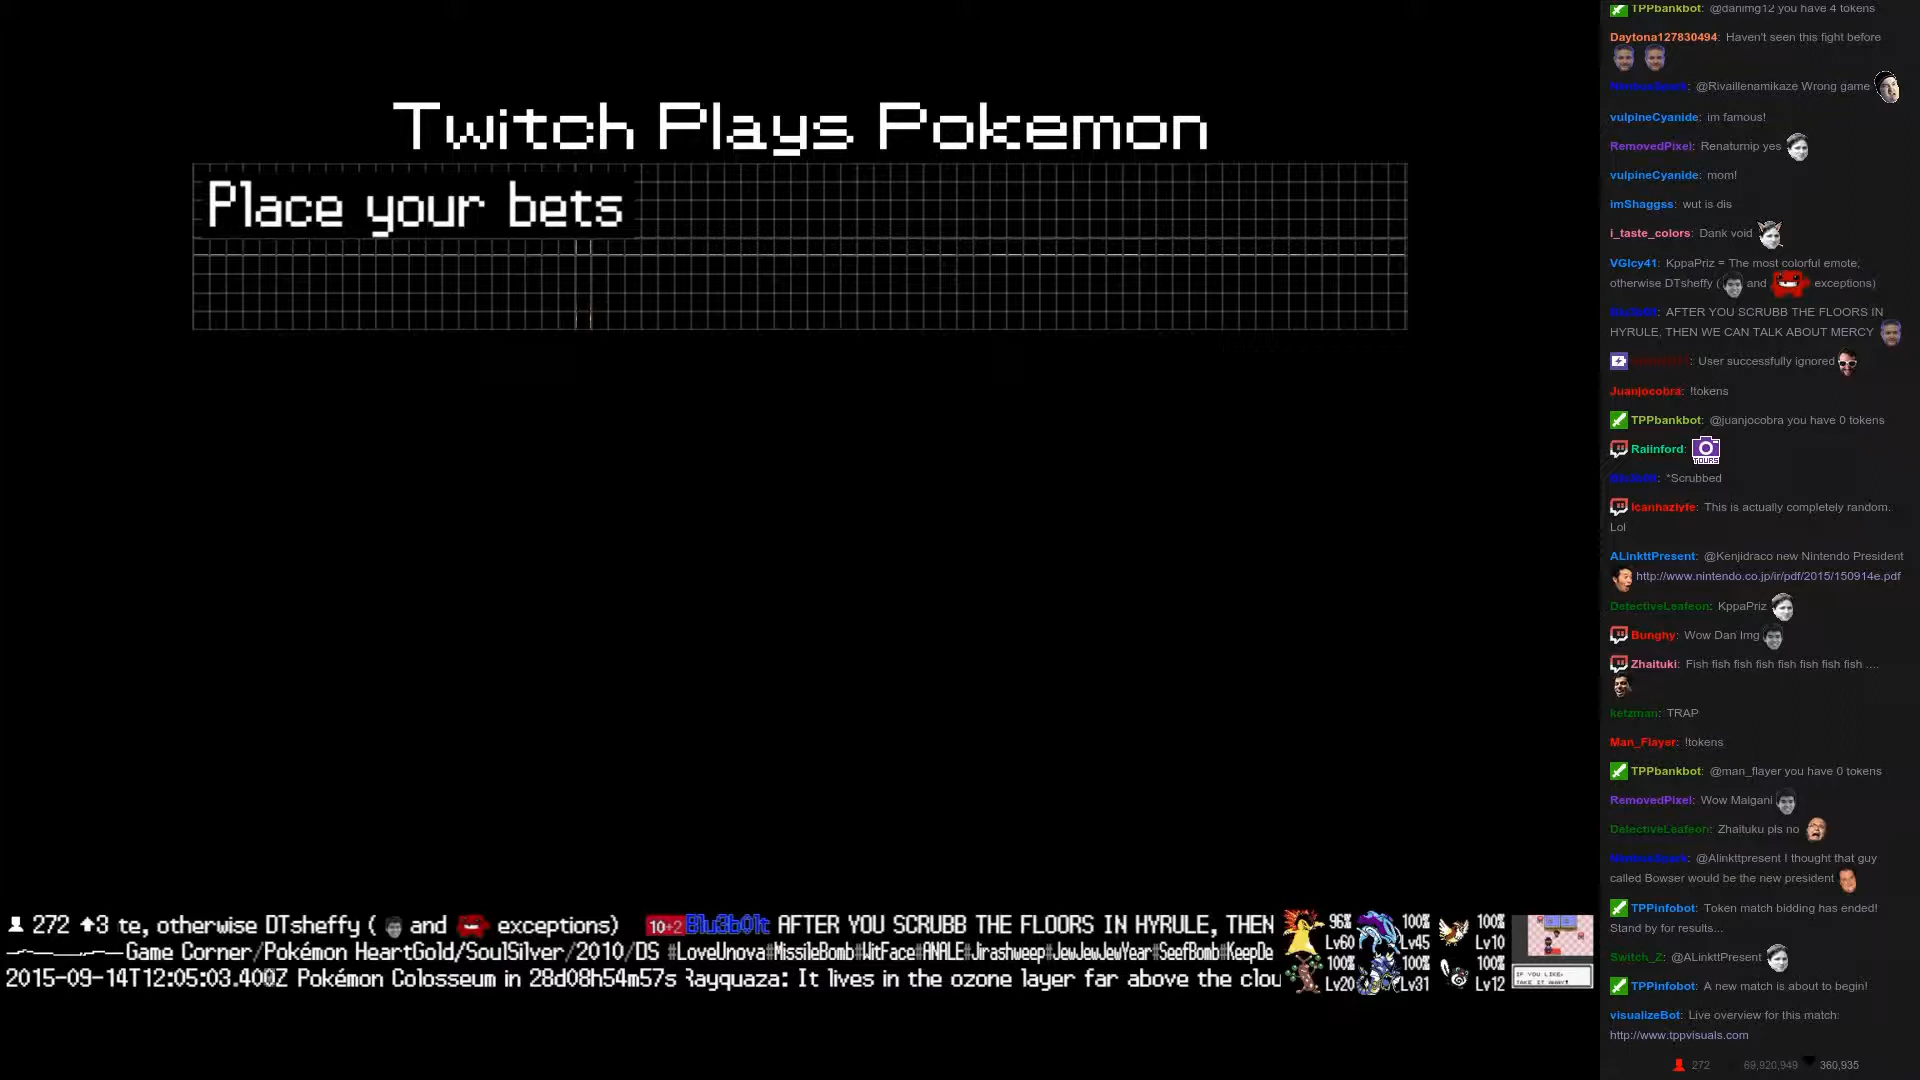 Twitch Plays Pokemon
Place your bets
272 3 te, otherwise DTsheffy ( and exceptions) 10+2 Blu3b0lt AFTER YOU SCRUBB THE FLOORS IN HYRULE, THEN
Game Corner/Pokémon HeartGold/SoulSilver/2010/DS #LoveUnova#MissileBomb#WitFace#ANALE#Jirashweep#JewJewJewYear#SeefBomb#KeepDe
2015-09-14T12:05:03.400Z Pokémon Colosseum in 28d08h54m57s Rayquaza: It lives in the ozone layer far above the clou
96% Lv60 100% Lv45 100% Lv10
100% Lv20 100% Lv31 100% Lv12
IF YOU LIKE,
TAKE IT AWAY!
TPPbankbot: @danimg12 you have 4 tokens
Daytona127830494: Haven't seen this fight before
@Rivaillenamikaze Wrong game
vulpineCyanide: im famous!
RemovedPixel: Renaturnip yes
vulpineCyanide: mom!
imShaggss: wut is dis
i_taste_colors: Dank void
VGIcy41: KppaPriz = The most colorful emote,
otherwise DTsheffy ( and exceptions)
AFTER YOU SCRUBB THE FLOORS IN
HYRULE, THEN WE CAN TALK ABOUT MERCY
: User successfully ignored
Juanjocobra: !tokens
TPPbankbot: @juanjocobra you have 0 tokens
Raiinford: TOURS
: *Scrubbed
Icanhazlyfe: This is actually completely random.
Lol
ALinkttPresent: @Kenjidraco new Nintendo President
http://www.nintendo.co.jp/ir/pdf/2015/150914e.pdf
DetectiveLeafeon: KppaPriz
Bunghy: Wow Dan Img
Zhaituki: Fish fish fish fish fish fish fish fish ....
ketzman: TRAP
Man_Flayer: !tokens
TPPbankbot: @man_flayer you have 0 tokens
RemovedPixel: Wow Malgani
DetectiveLeafeon: Zhaituku pls no
@Alinkttpresent I thought that guy
called Bowser would be the new president
TPPinfobot: Token match bidding has ended!
Stand by for results...
Switch_Z: @ALinkttPresent
TPPinfobot: A new match is about to begin!
visualizeBot: Live overview for this match:
http://www.tppvisuals.com
272 69,920,949 360,935